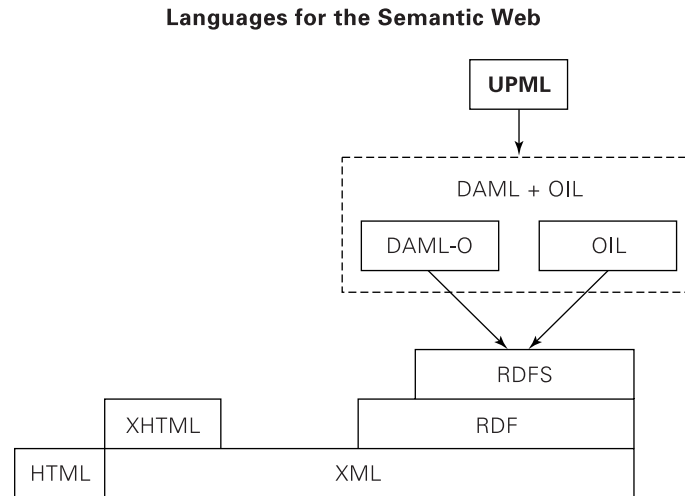 Languages for the Semantic Web
UPML
DAML + OIL
DAML-O
OIL
RDFS
XHTML
RDF
HTML
XML